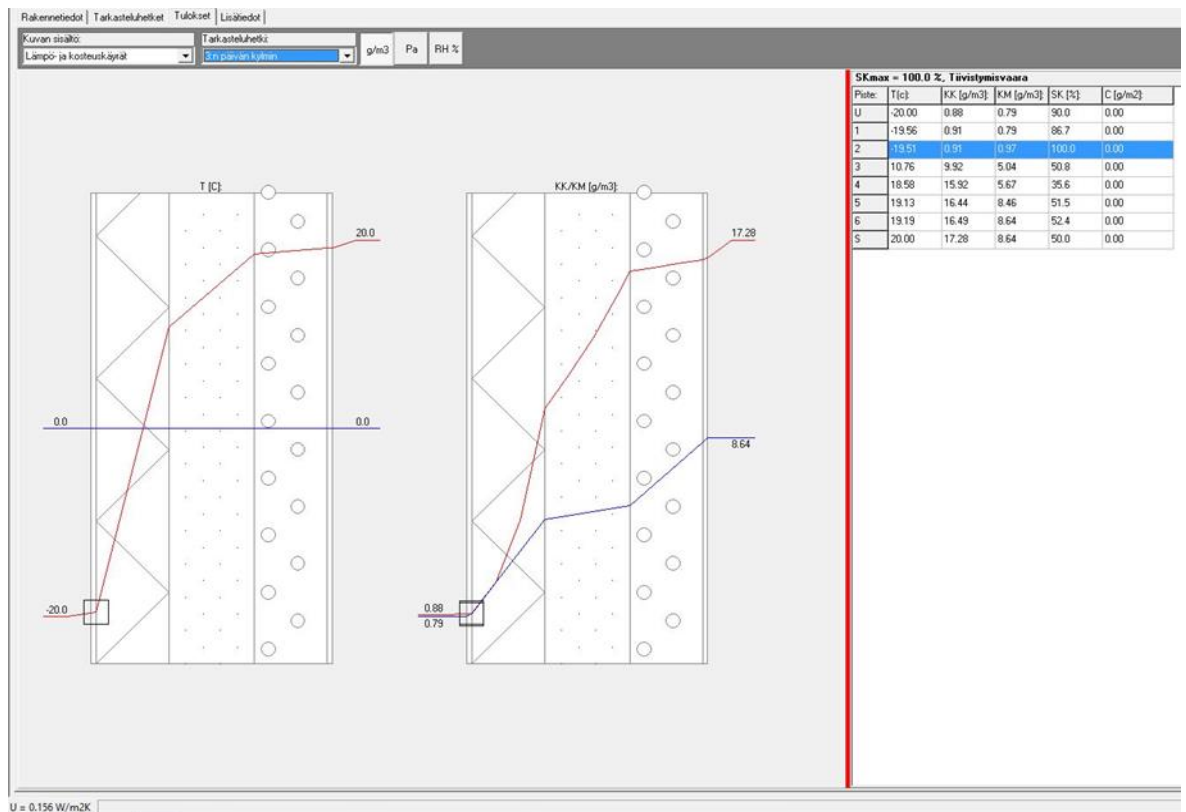 Rakennetiedot Tarkasteluhetket Tulokset Lisätiedot
Kuvan sisältö: Tarkasteluhetki:
Lämpö- ja kosteuskäyrät 3:n päivän kylmin g/m3 Pa RH %
SKmax = 100.0 %, Tiivistymisvaara
Piste: T(c): KK [g/m3]: KM [g/m3]: SK [%]: C [g/m2]:
U -20.00 0.88 0.79 90.0 0.00
1 -19.56 0.91 0.79 86.7 0.00
2 -19.51 0.91 0.97 100.0 0.00
3 10.76 9.92 5.04 50.8 0.00
4 18.58 15.92 5.67 35.6 0.00
5 19.13 16.44 8.46 51.5 0.00
6 19.19 16.49 8.64 52.4 0.00
S 20.00 17.28 8.64 50.0 0.00
T [C]:
20.0
0.0 0.0
-20.0
KK/KM [g/m3]:
17.28
8.64
0.88
0.79
U = 0.156 W/m2K